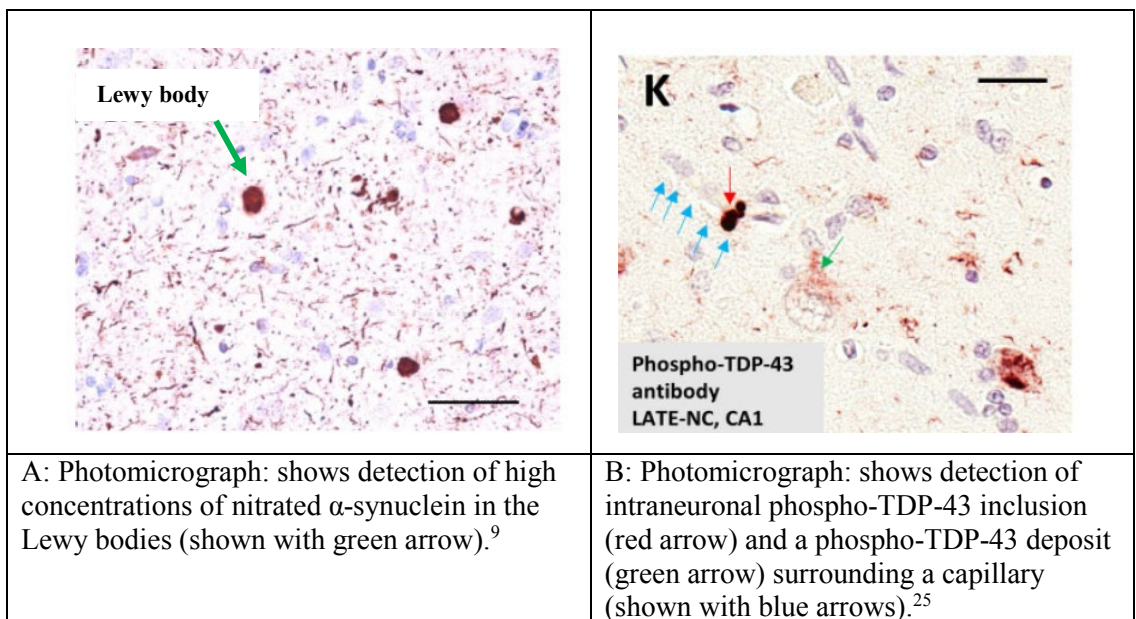 Lewy body
K
Phospho-TDP-43
antibody
LATE-NC, CA1
A: Photomicrograph: shows detection of high
concentrations of nitrated α-synuclein in the
Lewy bodies (shown with green arrow).9
B: Photomicrograph: shows detection of
intraneuronal phospho-TDP-43 inclusion
(red arrow) and a phospho-TDP-43 deposit
(green arrow) surrounding a capillary
(shown with blue arrows).25